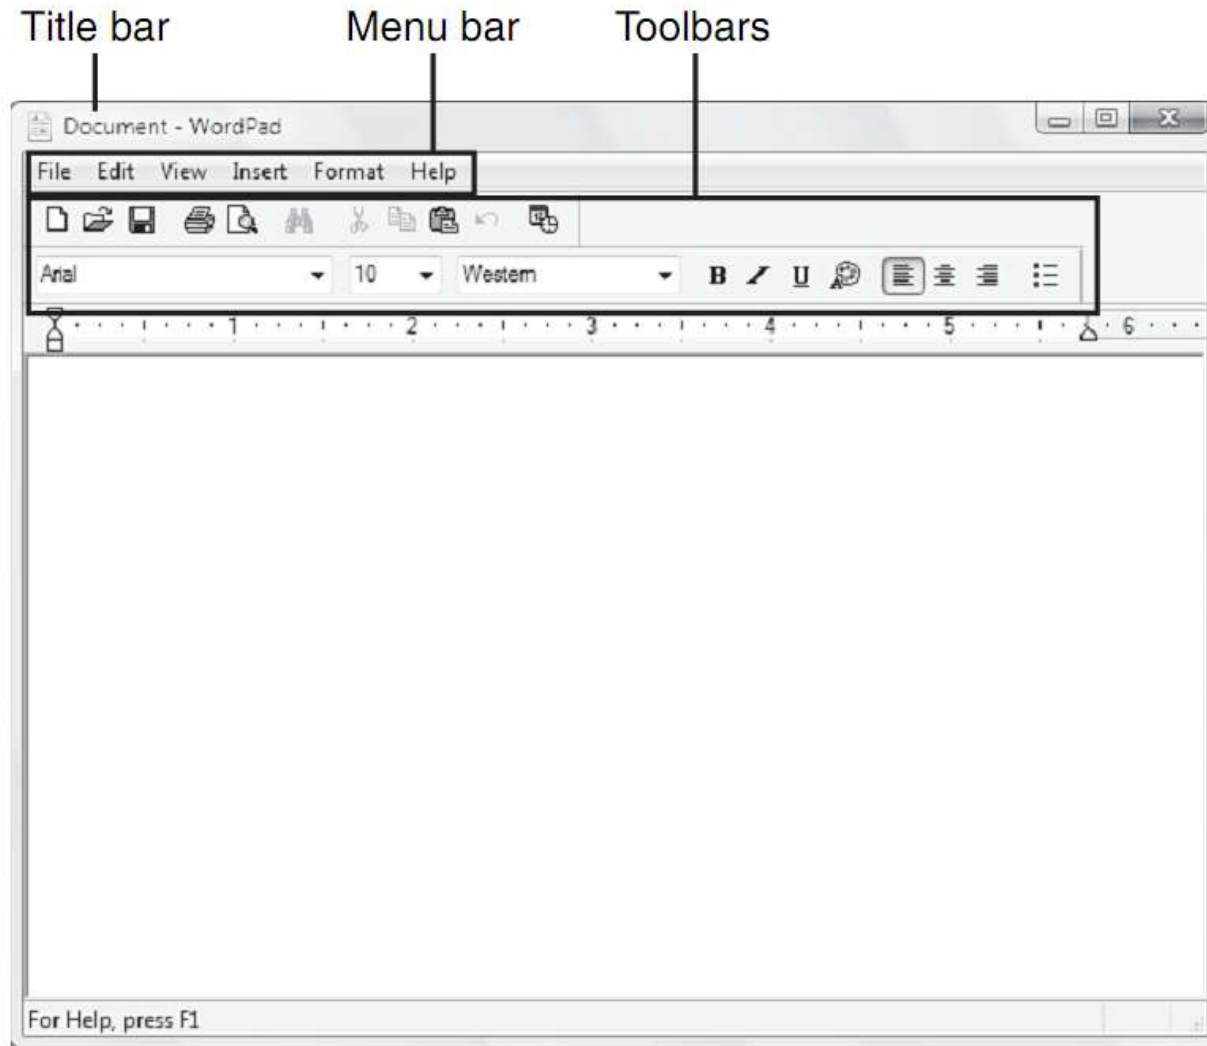 Title bar Menu bar Toolbars
Document - WordPad
File Edit View Insert Format Help
Arial 10 Western B I U
1 2 3 4 5 6
For Help, press F1